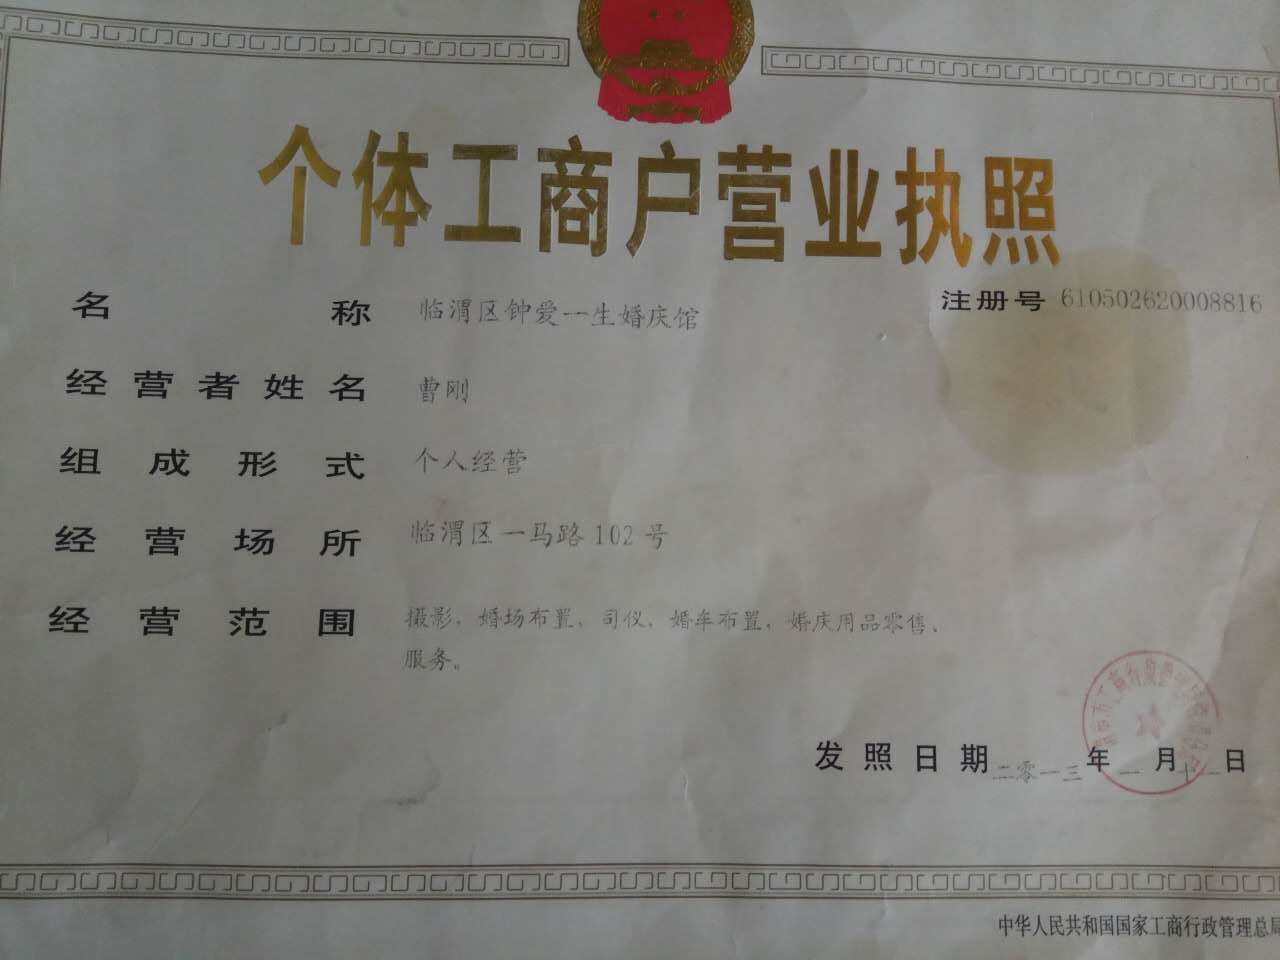 个体工商户营业执照
注册号 610502620008816
名称 临渭区钟爱一生婚庆馆
经营者姓名 曹刚
组成形式 个人经营
经营场所 临渭区一马路102号
经营范围 摄影、婚场布置、司仪、婚车布置、婚庆用品零售、
服务。
发照日期 二零一三年一月十一日
中华人民共和国国家工商行政管理总局